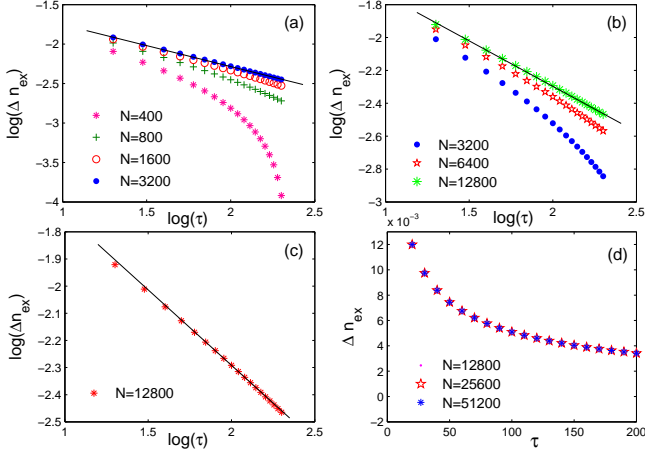 (a)
log(Δ n_ex)
-1.5
-2
-2.5
-3
-3.5
-4
N=400
N=800
N=1600
N=3200
1 1.5 2 2.5
log(τ)
(b)
log(Δ n_ex)
-1.8
-2
-2.2
-2.4
-2.6
-2.8
-3
N=3200
N=6400
N=12800
1 1.5 2 2.5
log(τ)
(c)
log(Δn_ex)
-1.8
-1.9
-2
-2.1
-2.2
-2.3
-2.4
-2.5
N=12800
1 1.5 2 2.5
log(τ)
x 10^-3
(d)
Δ n_ex
12
10
8
6
4
2
0
-2
N=12800
N=25600
N=51200
0 50 100 150 200
τ